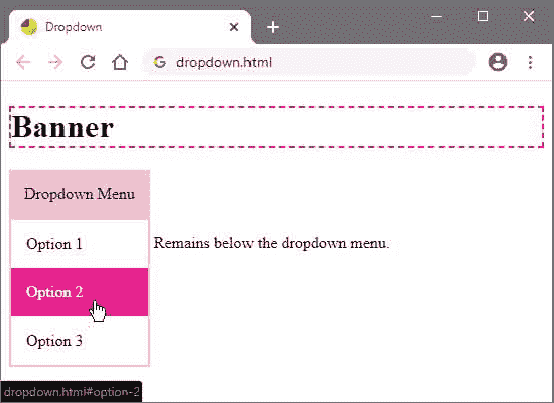 Dropdown
dropdown.html
Banner
Dropdown Menu
Option 1
Remains below the dropdown menu.
Option 2
Option 3
dropdown.html#option-2